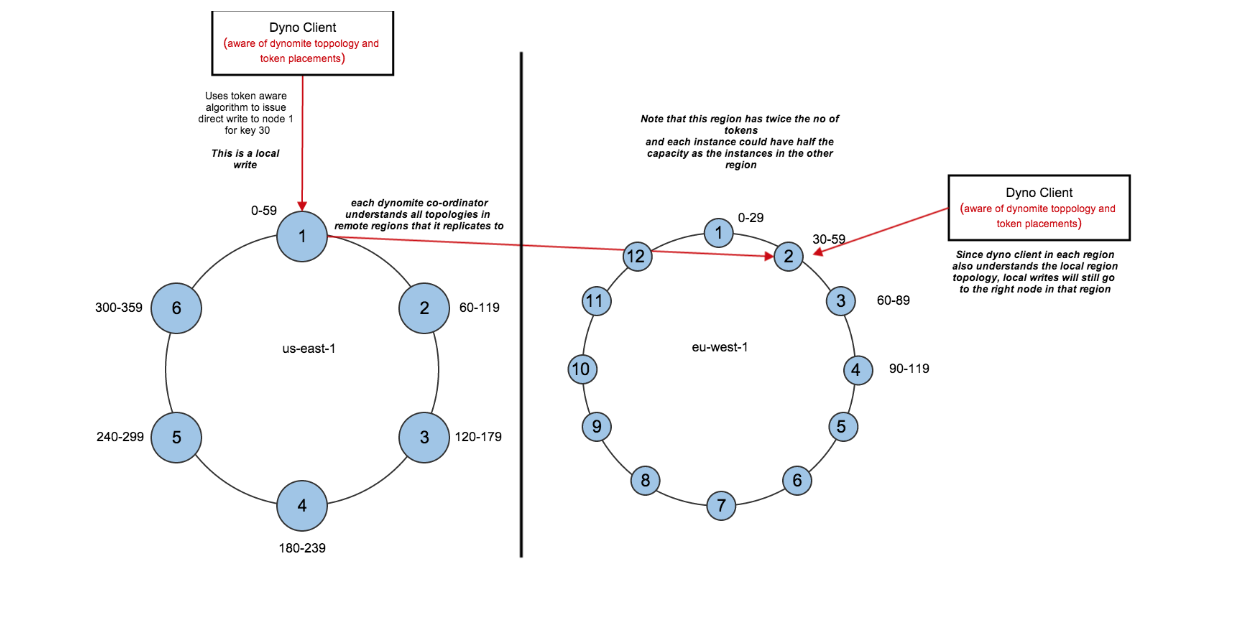 Dyno Client
(aware of dynomite toppology and
token placements)
Uses token aware
algorithm to issue
direct write to node 1
for key 30
This is a local
write
each dynomite co-ordinator
understands all topologies in
remote regions that it replicates to
0-59
1
300-359
6
2
60-119
us-east-1
240-299
5
3
120-179
4
180-239
Note that this region has twice the no of
tokens
and each instance could have half the
capacity as the instances in the other
region
Dyno Client
(aware of dynomite toppology and
token placements)
Since dyno client in each region
also understands the local region
topology, local writes will still go
to the right node in that region
0-29
1
30-59
12
2
11
3
60-89
eu-west-1
10
4
90-119
9
5
8
6
7